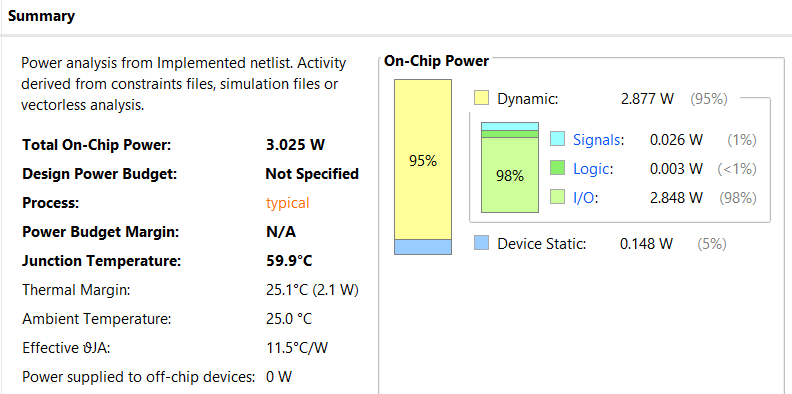 Summary
Power analysis from Implemented netlist. Activity
derived from constraints files, simulation files or
vectorless analysis.
Total On-Chip Power: 3.025 W
Design Power Budget: Not Specified
Process: typical
Power Budget Margin: N/A
Junction Temperature: 59.9°C
Thermal Margin: 25.1°C (2.1 W)
Ambient Temperature: 25.0 °C
Effective ϑJA: 11.5°C/W
Power supplied to off-chip devices: 0 W
On-Chip Power
95%
Dynamic: 2.877 W (95%)
98%
Signals: 0.026 W (1%)
Logic: 0.003 W (<1%)
I/O: 2.848 W (98%)
Device Static: 0.148 W (5%)